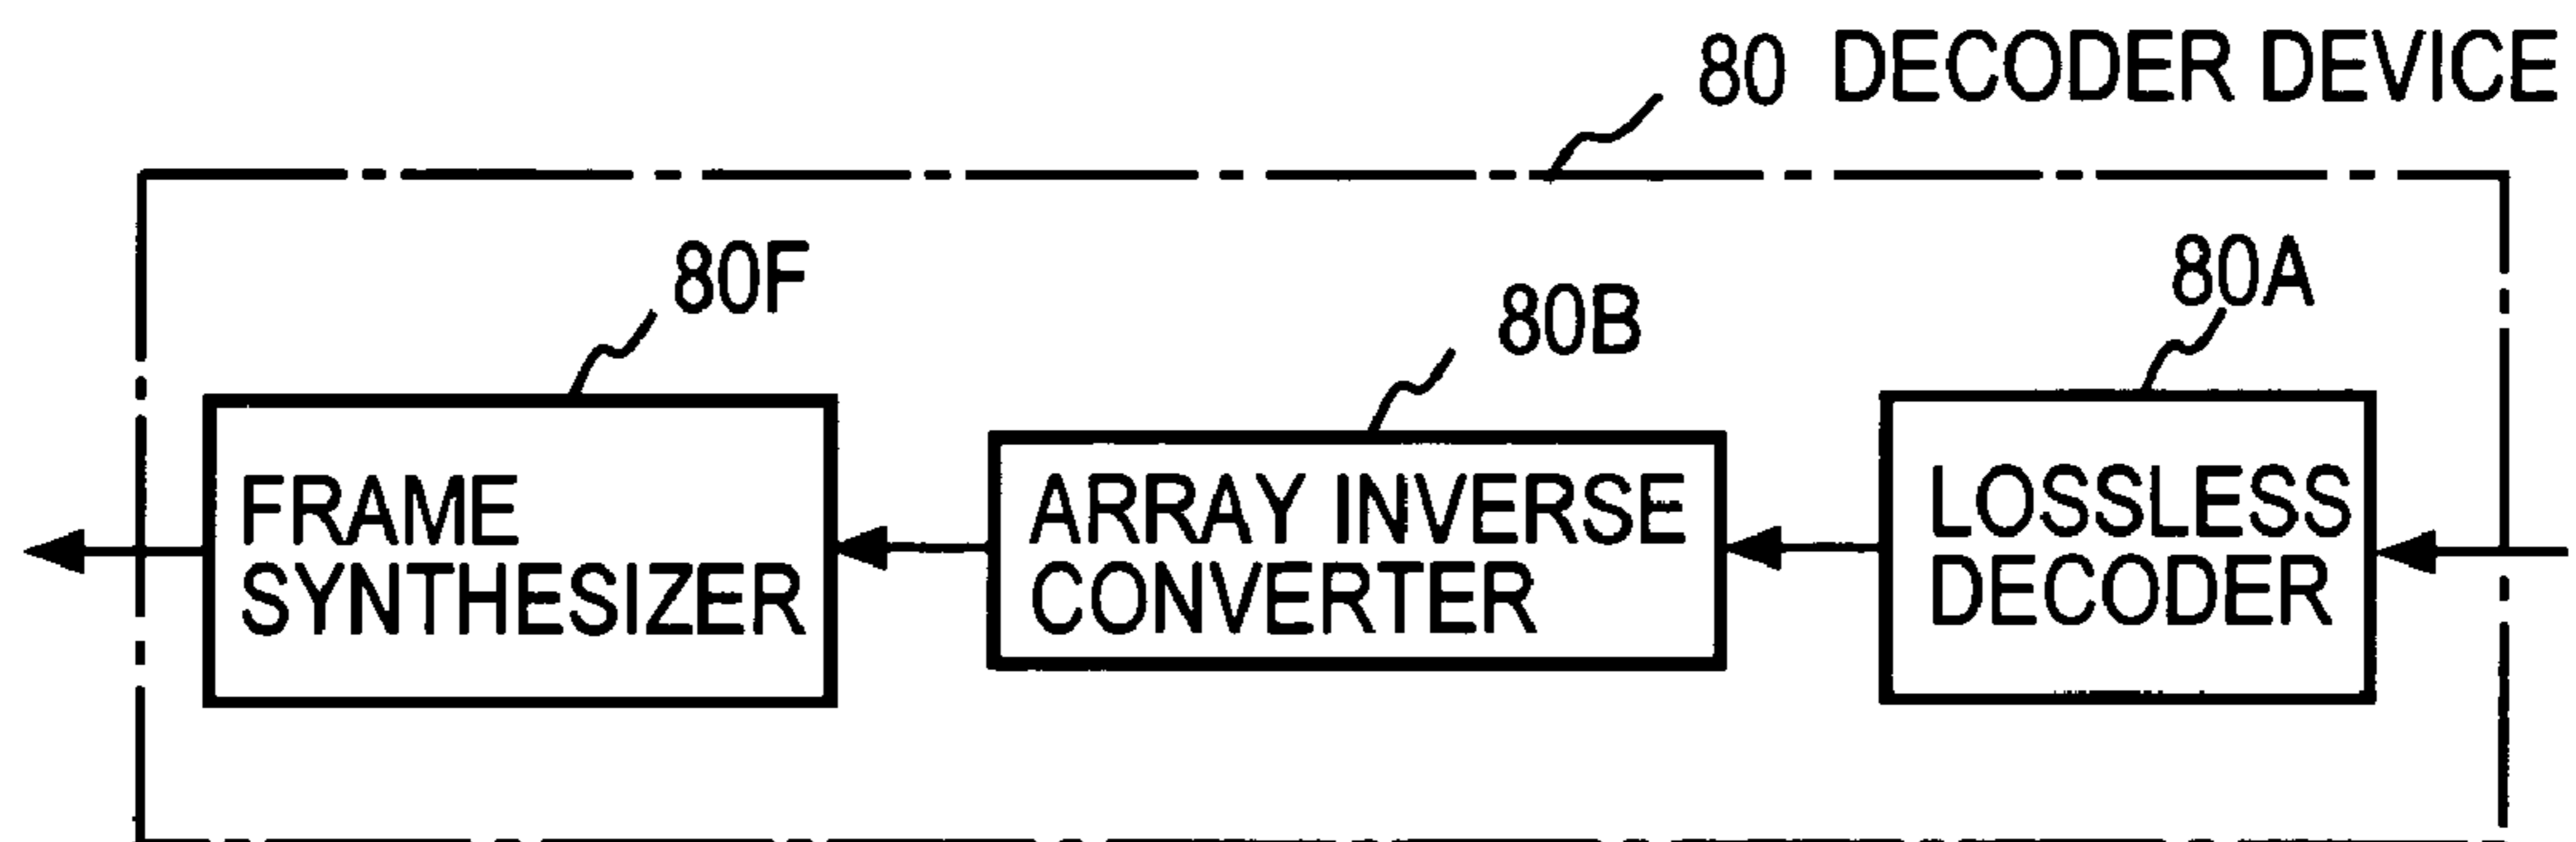 80 DECODER DEVICE
80F
80B
80A
FRAME
SYNTHESIZER
ARRAY INVERSE
CONVERTER
LOSSLESS
DECODER